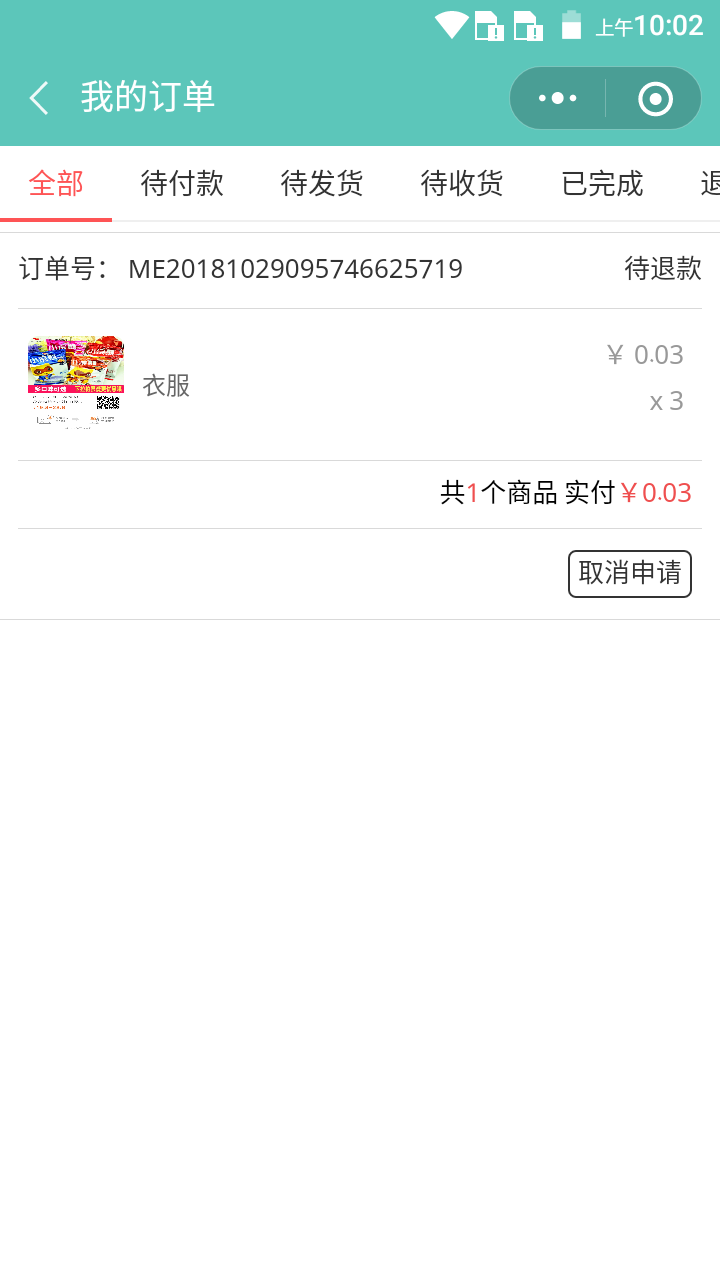 上午10:02
我的订单
全部 待付款 待发货 待收货 已完成
订单号： ME20181029095746625719 待退款
¥ 0.03
衣服
x 3
共1个商品 实付¥0.03
取消申请